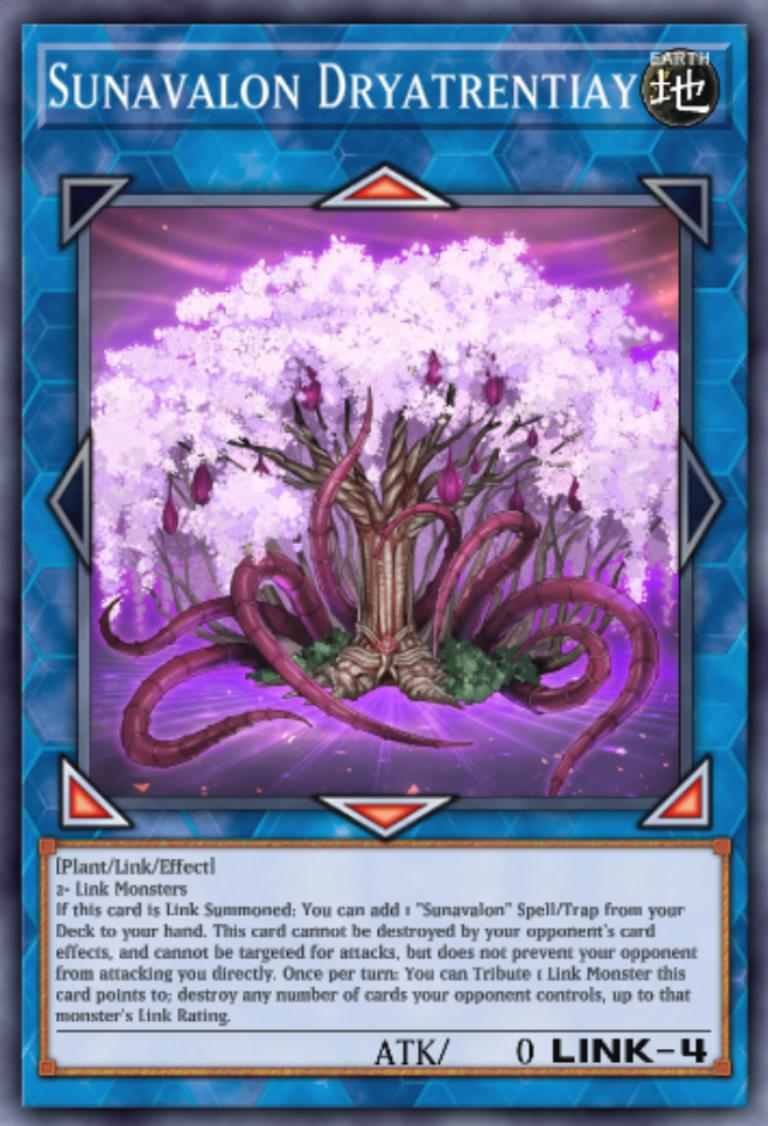 SUNAVALON DRYATRENTIAY
EARTH
地
[Plant/Link/Effect]
2+ Link Monsters
If this card is Link Summoned: You can add 1 "Sunavalon" Spell/Trap from your
Deck to your hand. This card cannot be destroyed by your opponent's card
effects, and cannot be targeted for attacks, but does not prevent your opponent
from attacking you directly. Once per turn: You can Tribute 1 Link Monster this
card points to; destroy any number of cards your opponent controls, up to that
monster's Link Rating.
ATK/ 0 LINK-4